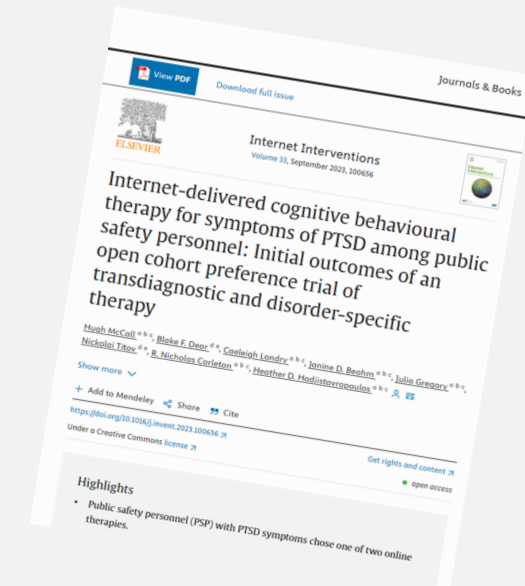 Journals & Books
View PDF
Download full issue
ELSEVIER
Internet Interventions
Volume 33, September 2023, 100656
Internet-delivered cognitive behavioural
therapy for symptoms of PTSD among public
safety personnel: Initial outcomes of an
open cohort preference trial of
transdiagnostic and disorder-specific
therapy
Hugh McCall a b c, Blake F. Dear d e, Caeleigh Landry a b c, Janine D. Beahm a b c, Julia Gregory a b c,
Nickolai Titov d e, R. Nicholas Carleton a b c, Heather D. Hadjistavropoulos a b c
Show more
Add to Mendeley Share Cite
https://doi.org/10.1016/j.invent.2023.100656
Get rights and content
Under a Creative Commons license
open access
Highlights
• Public safety personnel (PSP) with PTSD symptoms chose one of two online
therapies.